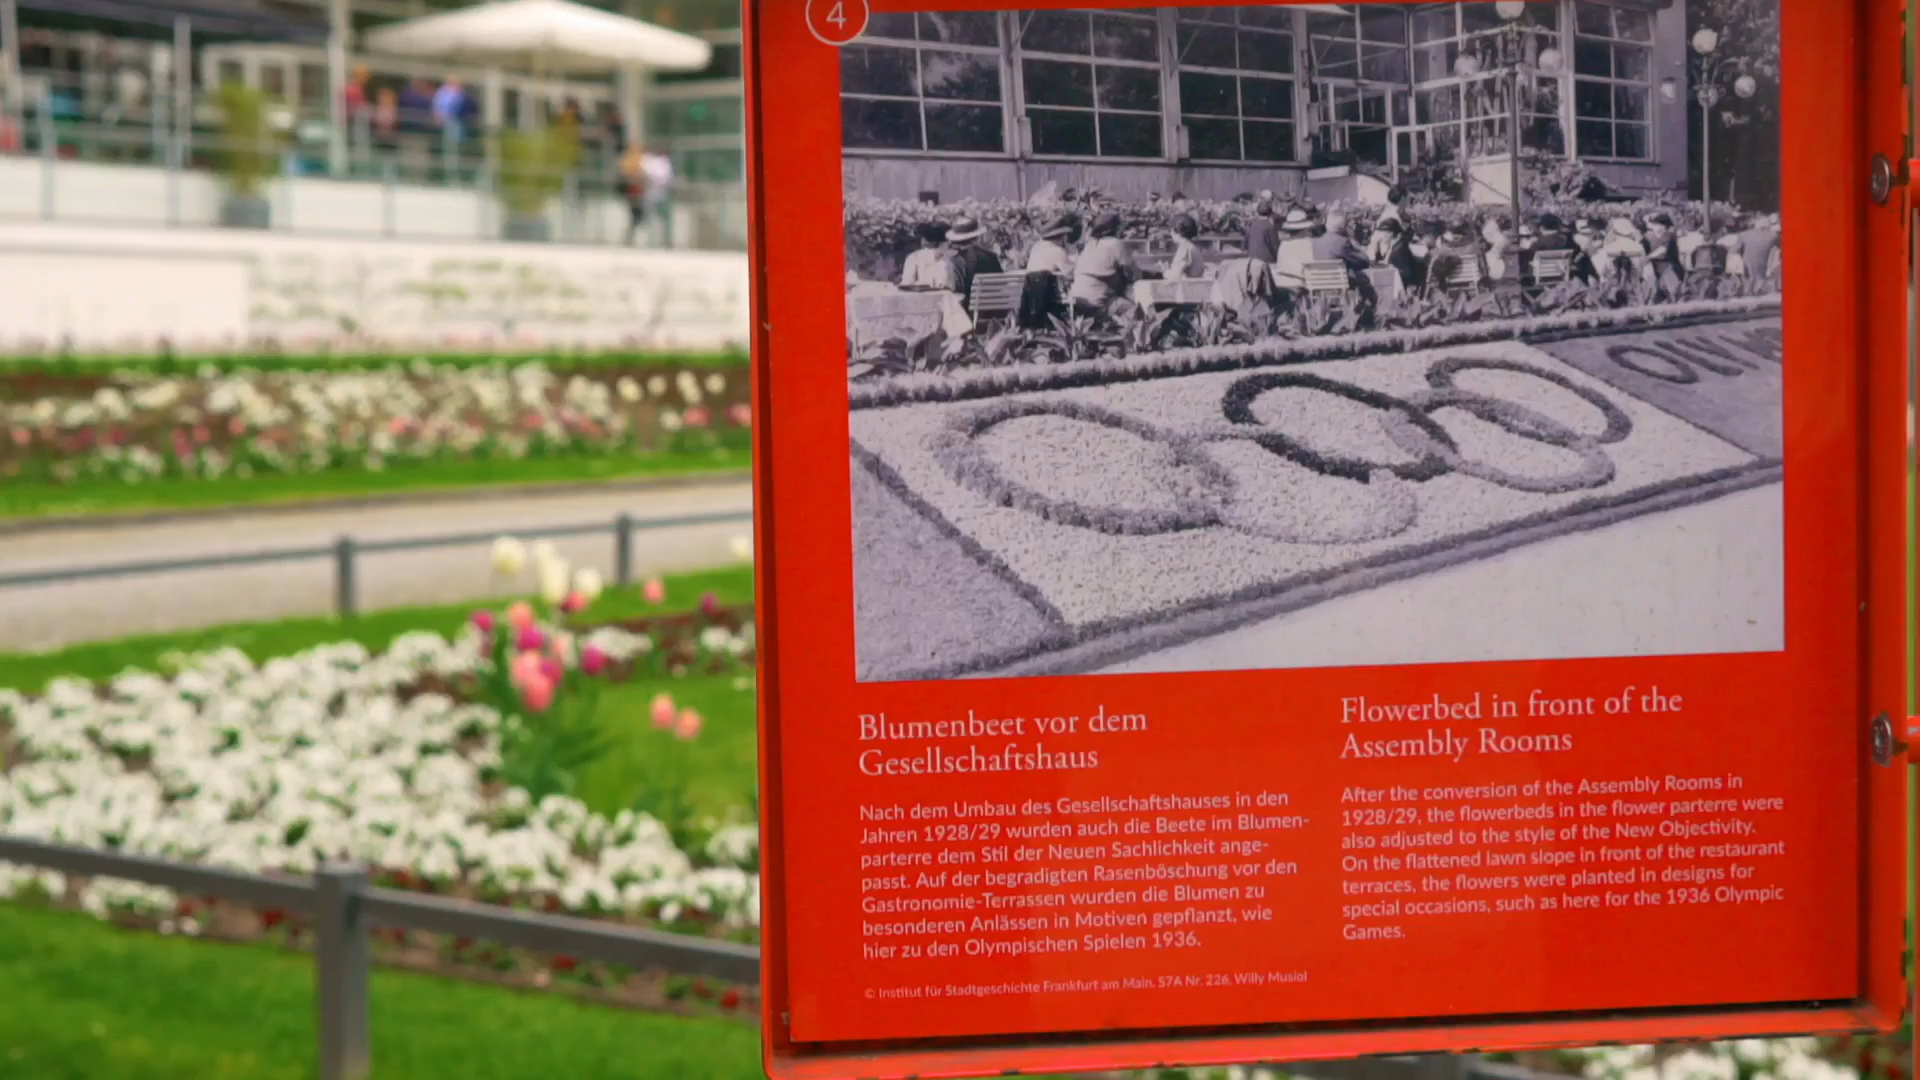 4
Blumenbeet vor dem
Gesellschaftshaus
Nach dem Umbau des Gesellschaftshauses in den
Jahren 1928/29 wurden auch die Beete im Blumen-
parterre dem Stil der Neuen Sachlichkeit ange-
passt. Auf der begradigten Rasenböschung vor den
Gastronomie-Terrassen wurden die Blumen zu
besonderen Anlässen in Motiven gepflanzt, wie
hier zu den Olympischen Spielen 1936.
© Institut für Stadtgeschichte Frankfurt am Main, S7A Nr. 226, Willy Musiol
Flowerbed in front of the
Assembly Rooms
After the conversion of the Assembly Rooms in
1928/29, the flowerbeds in the flower parterre were
also adjusted to the style of the New Objectivity.
On the flattened lawn slope in front of the restaurant
terraces, the flowers were planted in designs for
special occasions, such as here for the 1936 Olympic
Games.